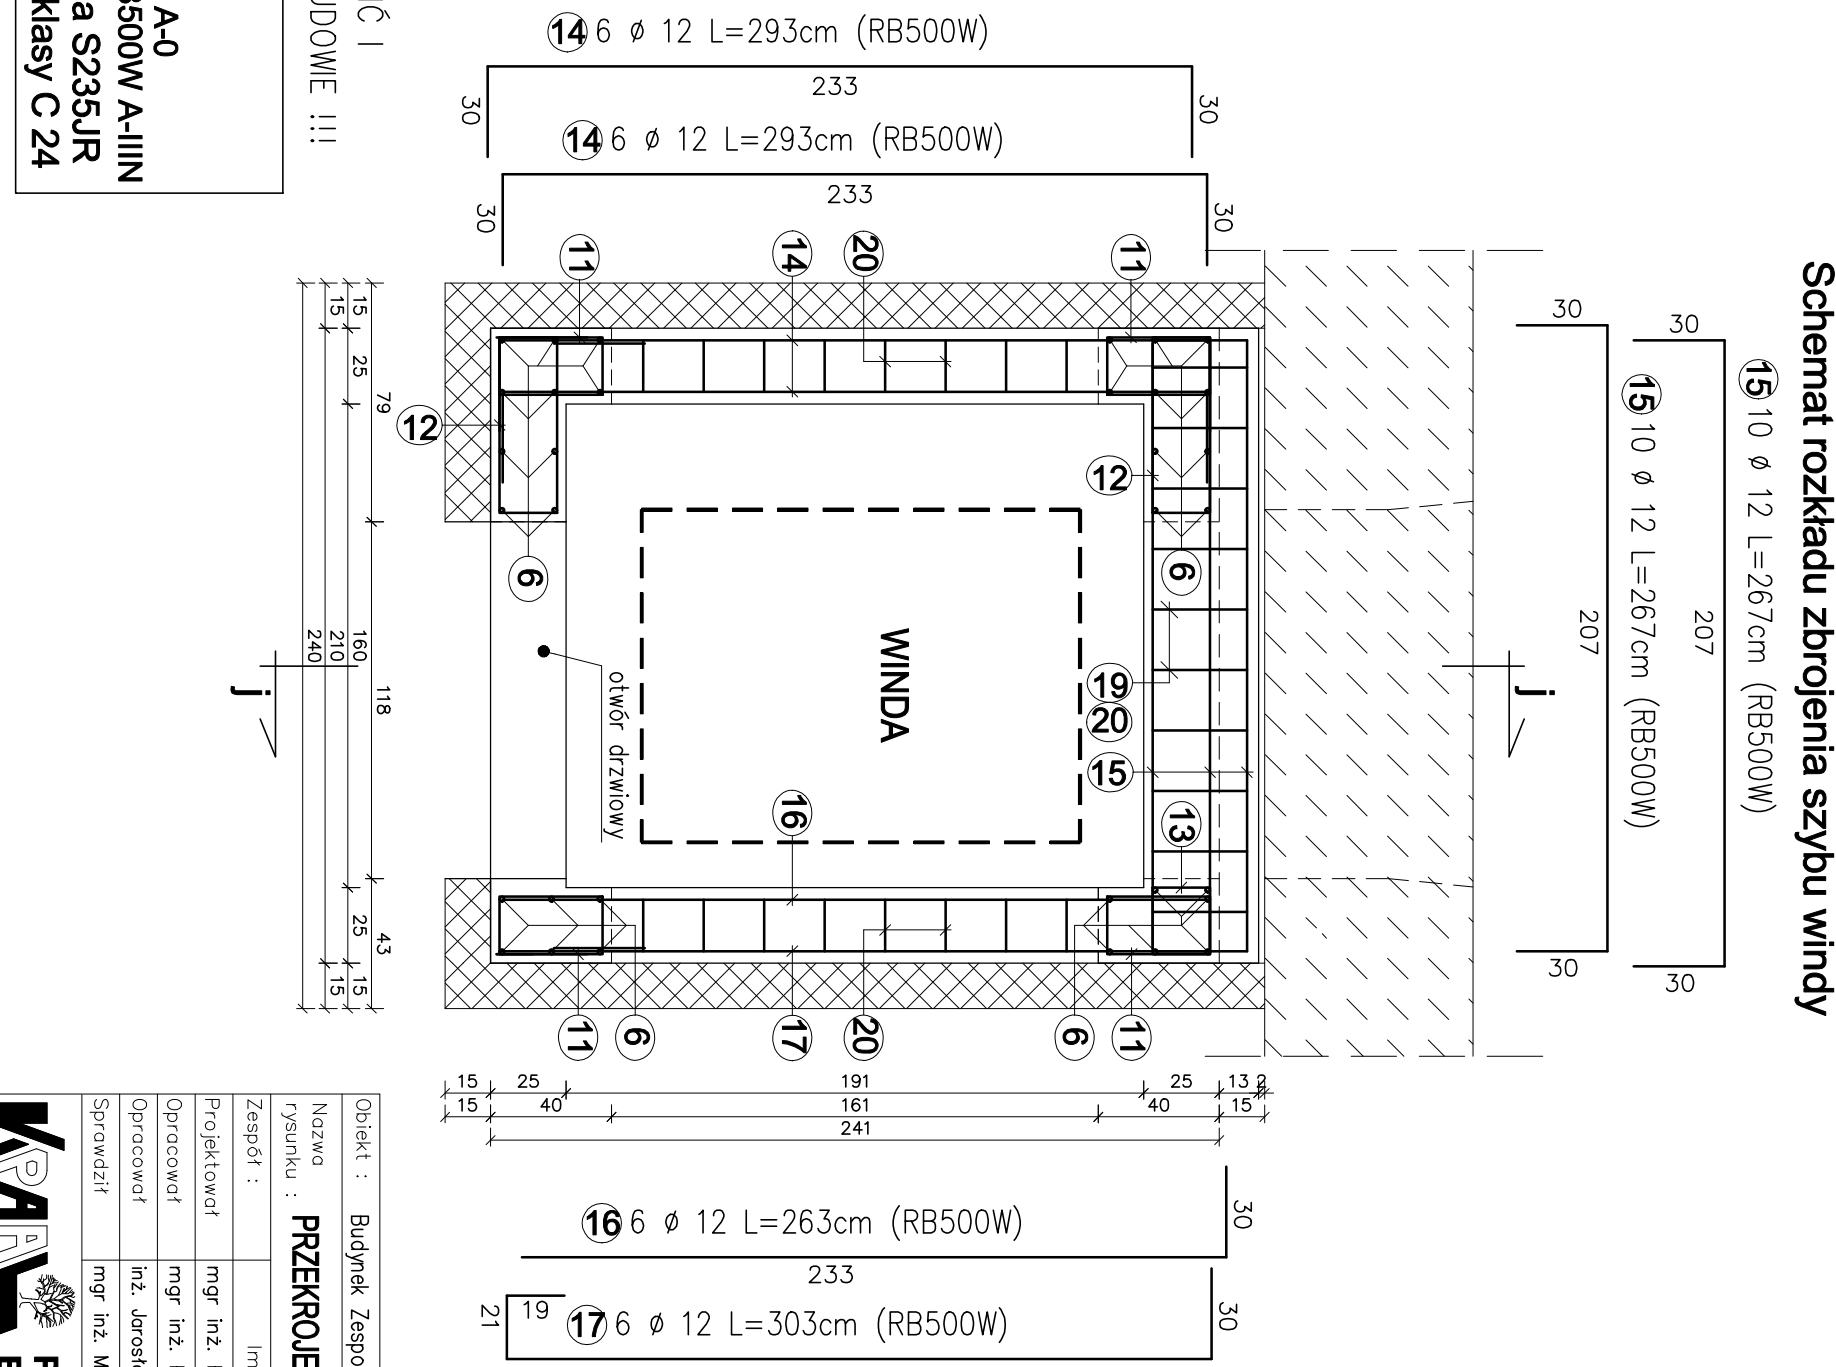 Schemat rozkładu zbrojenia szybu windy
14 6 ø 12 L=293cm (RB500W)
30
233
30
14 6 ø 12 L=293cm (RB500W)
30
233
30
15 10 ø 12 L=267cm (RB500W)
30
207
30
15 10 ø 12 L=267cm (RB500W)
30
207
30
IĆ I
UDOWIE !!!
A-0
B500W A-IIIN
a S235JR
klasy C 24
11
14
20
11
12
12
6
6
WINDA
otwór drzwiowy
19
20
15
16
13
11
6
17
20
6
11
j
j
15 25 160 25 15
15 210 15
79 118 43
240
15 25 191 25 13 2
15 40 161 40 15
241
16 6 ø 12 L=263cm (RB500W)
30
233
17 6 ø 12 L=303cm (RB500W)
30
19
21
Obiekt : Budynek Zespo
Nazwa
rysunku : PRZEKROJE
Zespół : Im
Projektował mgr inż.
Opracował mgr inż.
Opracował inż. Jarosł
Sprawdził mgr inż. M